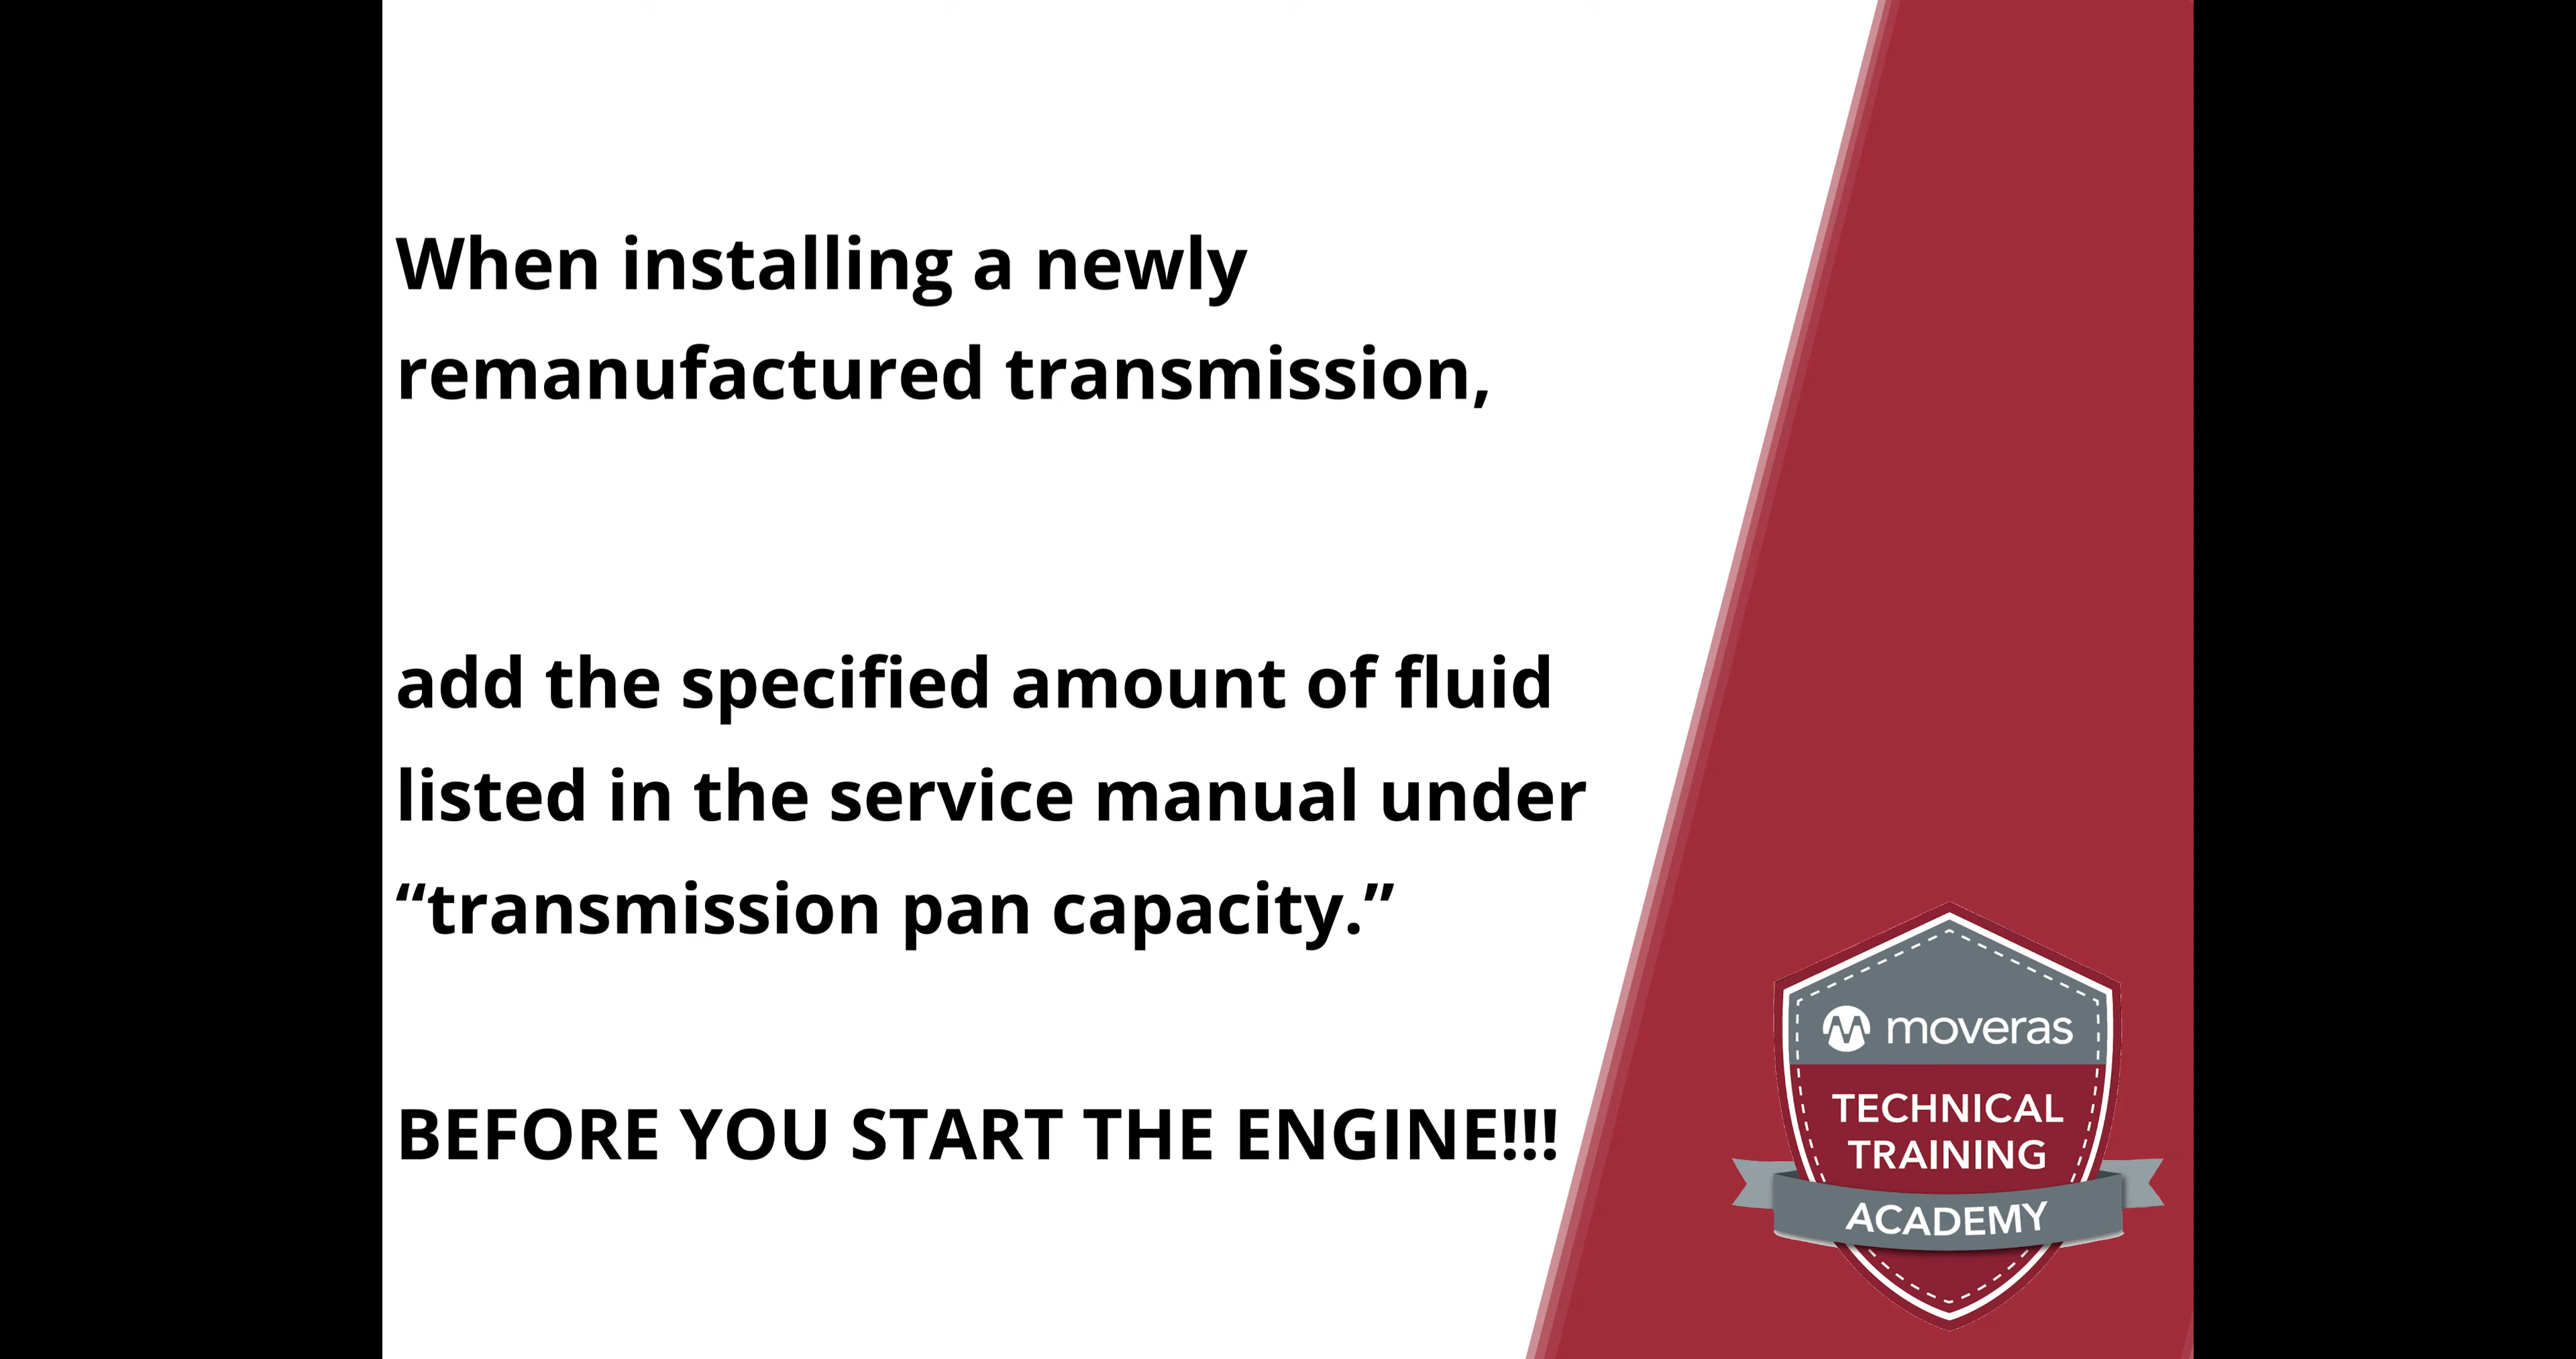 When installing a newly
remanufactured transmission,
add the specified amount of fluid
listed in the service manual under
“transmission pan capacity.”
BEFORE YOU START THE ENGINE!!!
moveras
TECHNICAL
TRAINING
ACADEMY